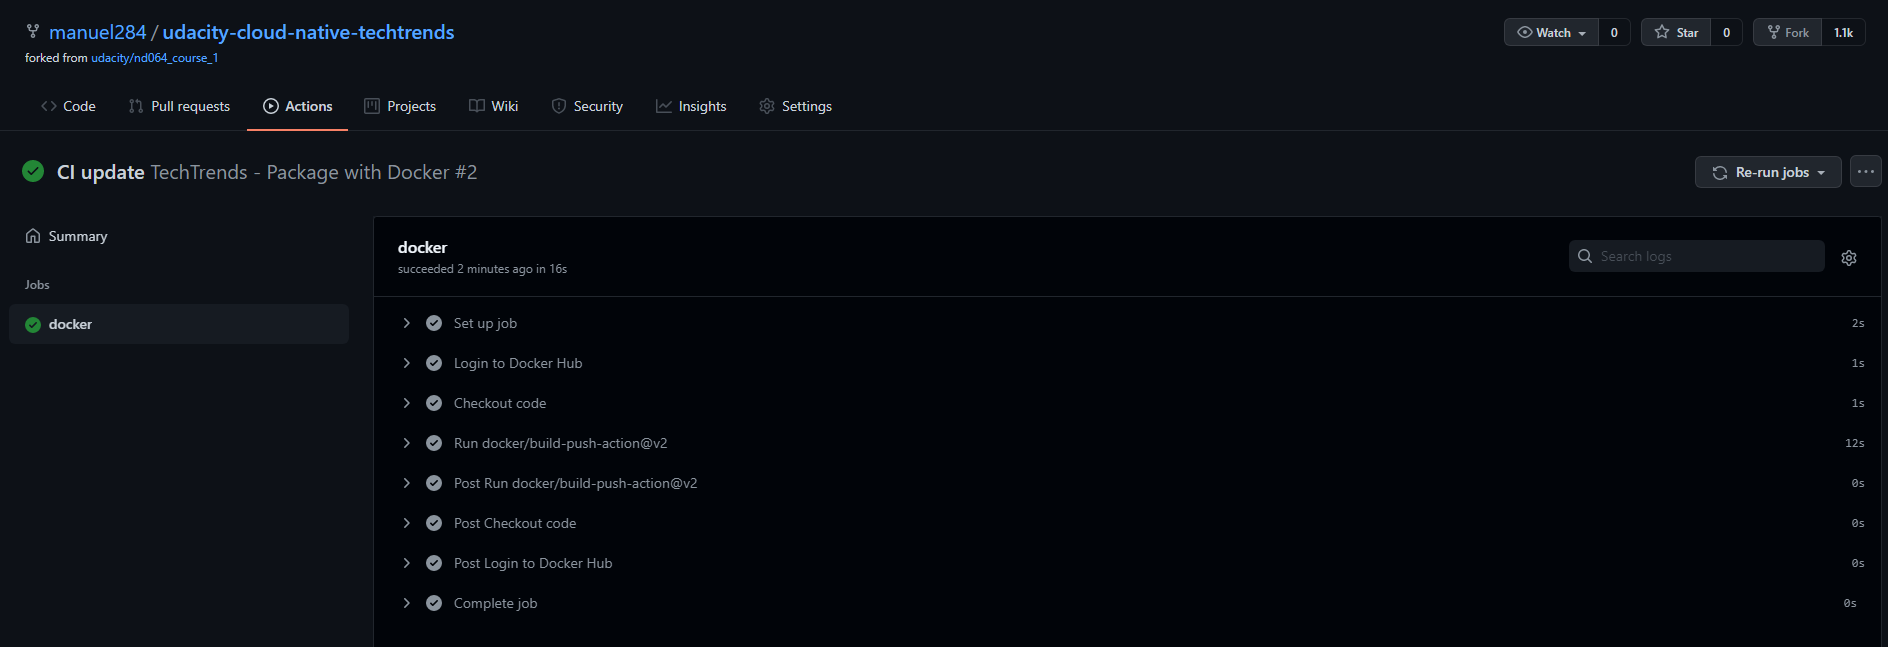 manuel284 / udacity-cloud-native-techtrends
Watch 0 Star 0 Fork 1.1k
forked from udacity/nd064_course_1
Code Pull requests Actions Projects Wiki Security Insights Settings
CI update TechTrends - Package with Docker #2
Re-run jobs
Summary
Jobs
docker
docker
succeeded 2 minutes ago in 16s
Search logs
Set up job 2s
Login to Docker Hub 1s
Checkout code 1s
Run docker/build-push-action@v2 12s
Post Run docker/build-push-action@v2 0s
Post Checkout code 0s
Post Login to Docker Hub 0s
Complete job 0s